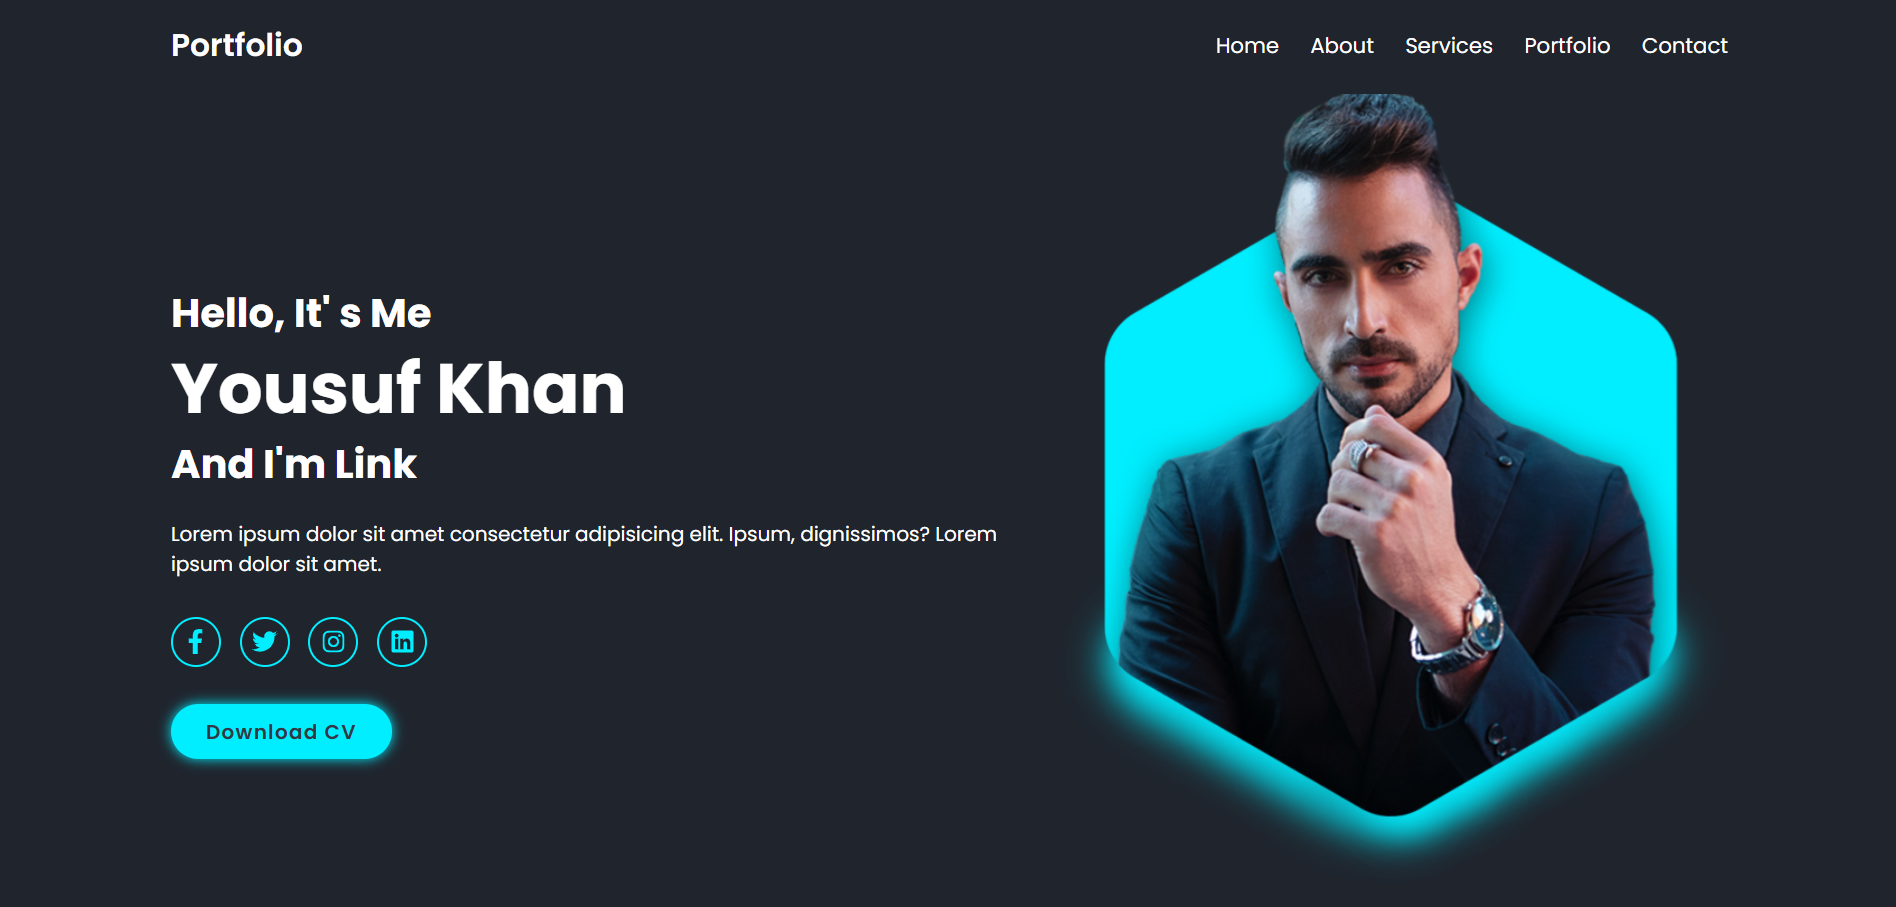 Portfolio
Home About Services Portfolio Contact
Hello, It' s Me
Yousuf Khan
And I'm Link
Lorem ipsum dolor sit amet consectetur adipisicing elit. Ipsum, dignissimos? Lorem
ipsum dolor sit amet.
Download CV